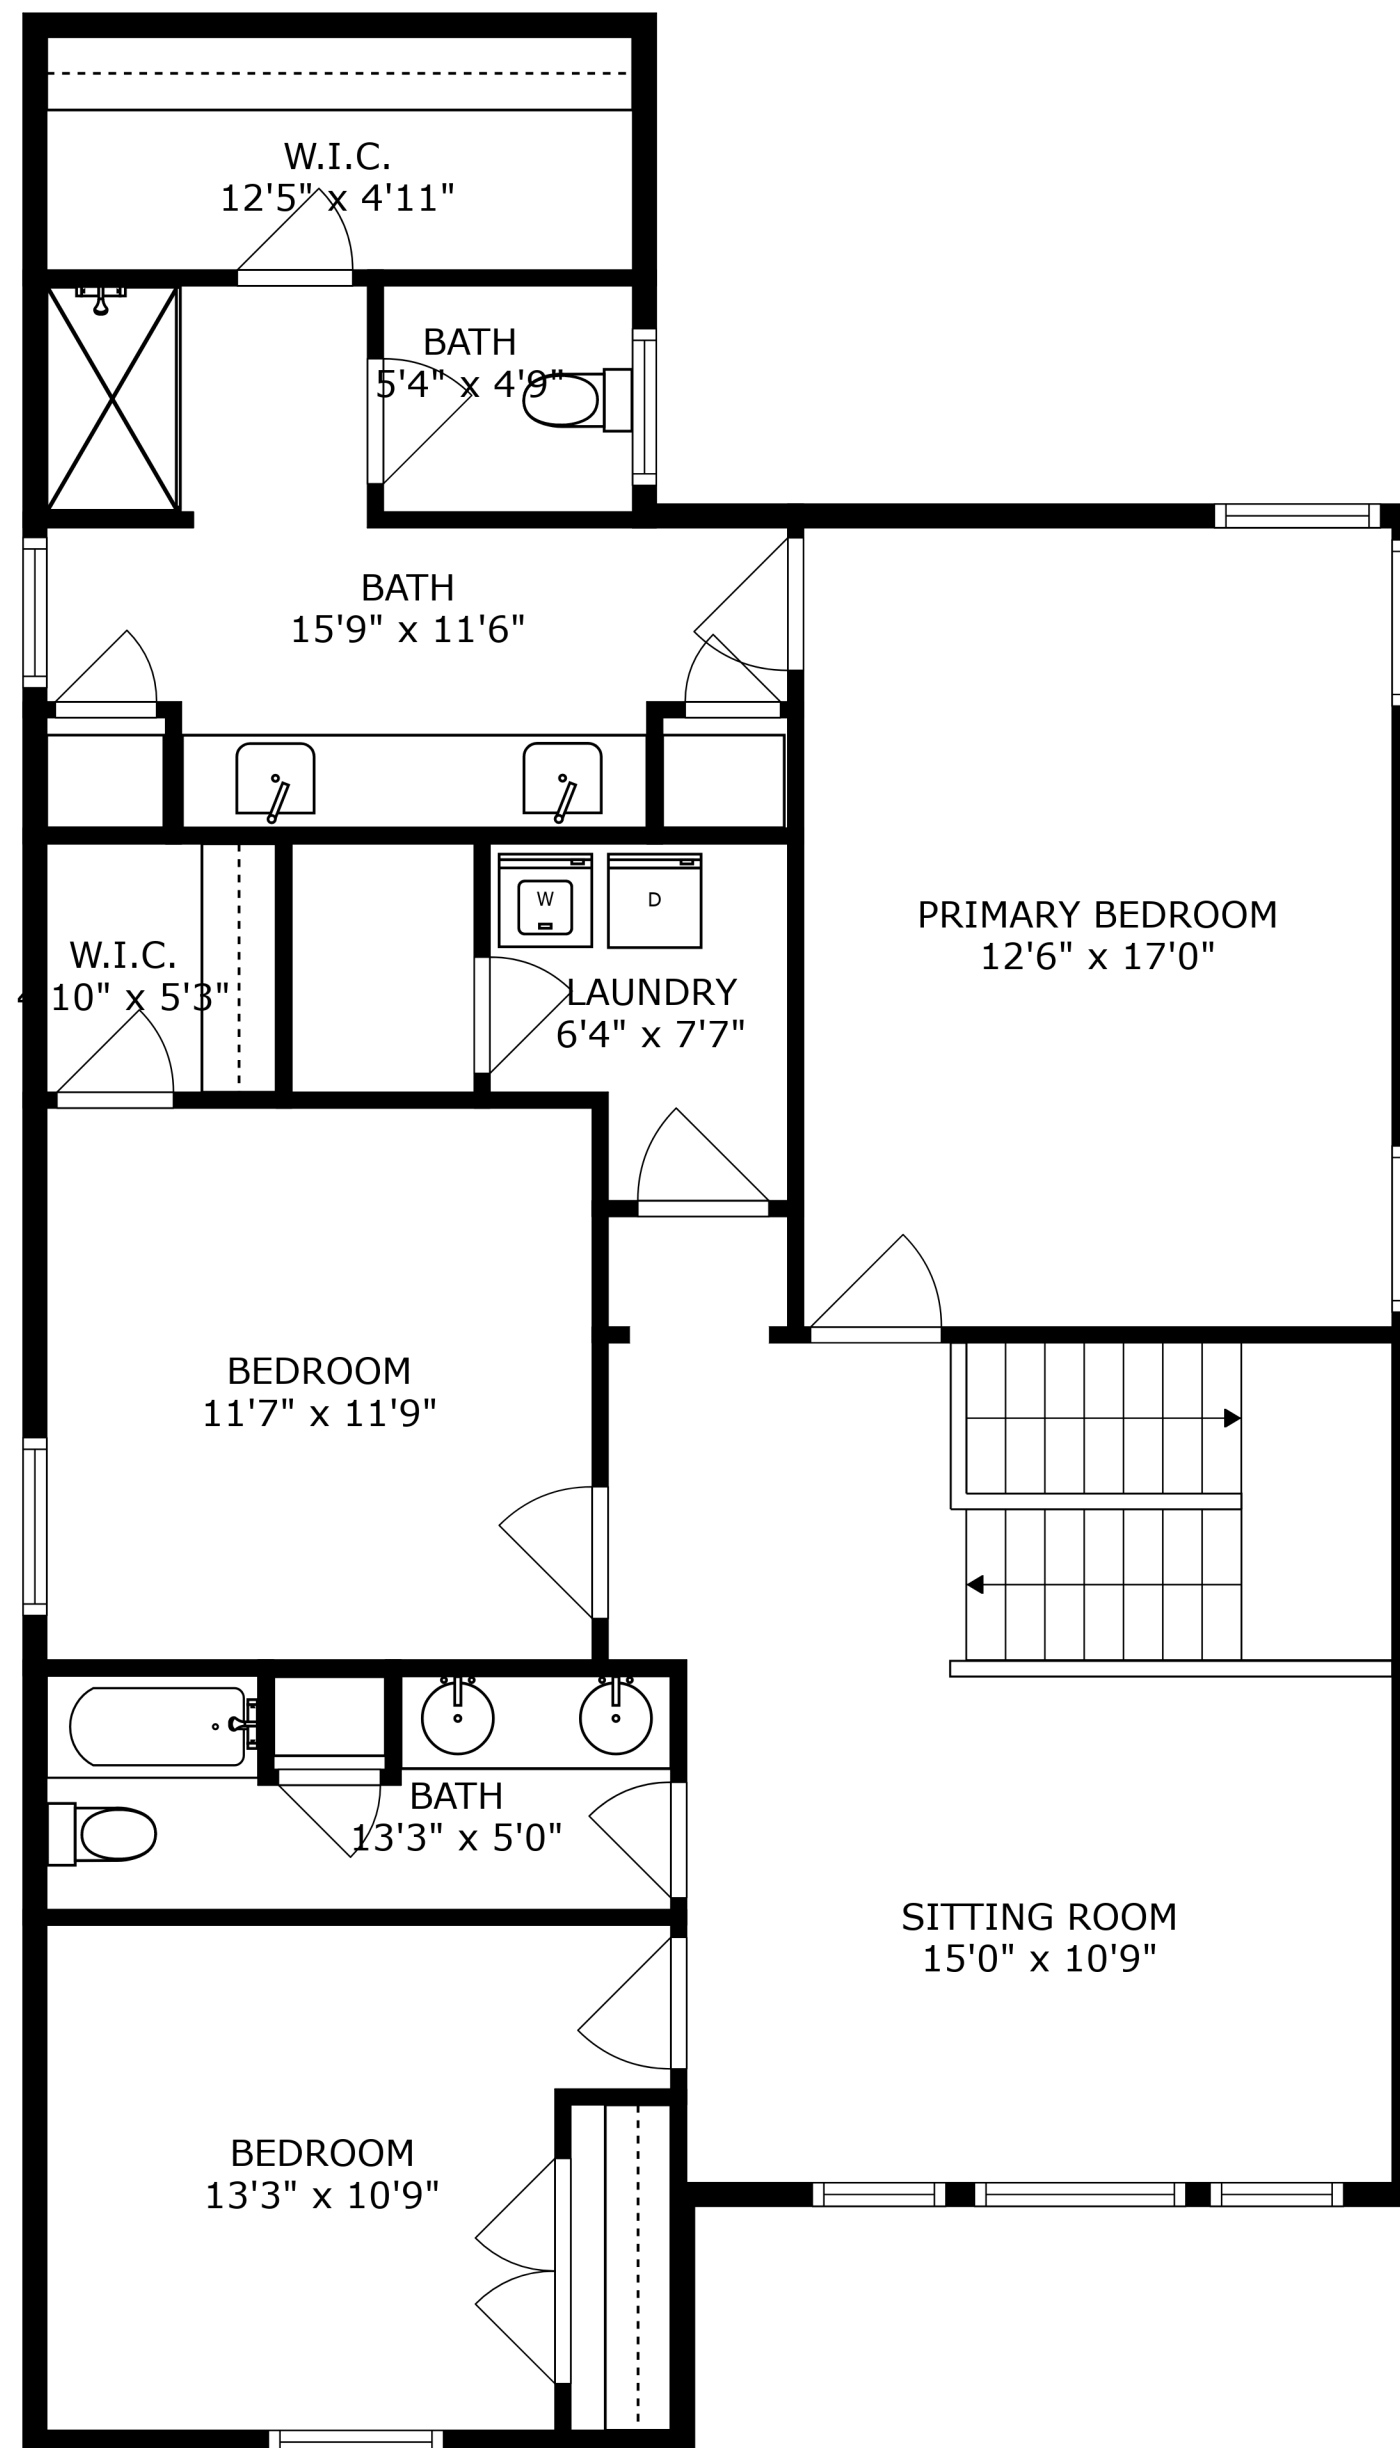 W.I.C.
12'5" x 4'11"
BATH
5'4" x 4'9"
BATH
15'9" x 11'6"
W
D
PRIMARY BEDROOM
12'6" x 17'0"
W.I.C.
4'10" x 5'3"
LAUNDRY
6'4" x 7'7"
BEDROOM
11'7" x 11'9"
BATH
13'3" x 5'0"
SITTING ROOM
15'0" x 10'9"
BEDROOM
13'3" x 10'9"